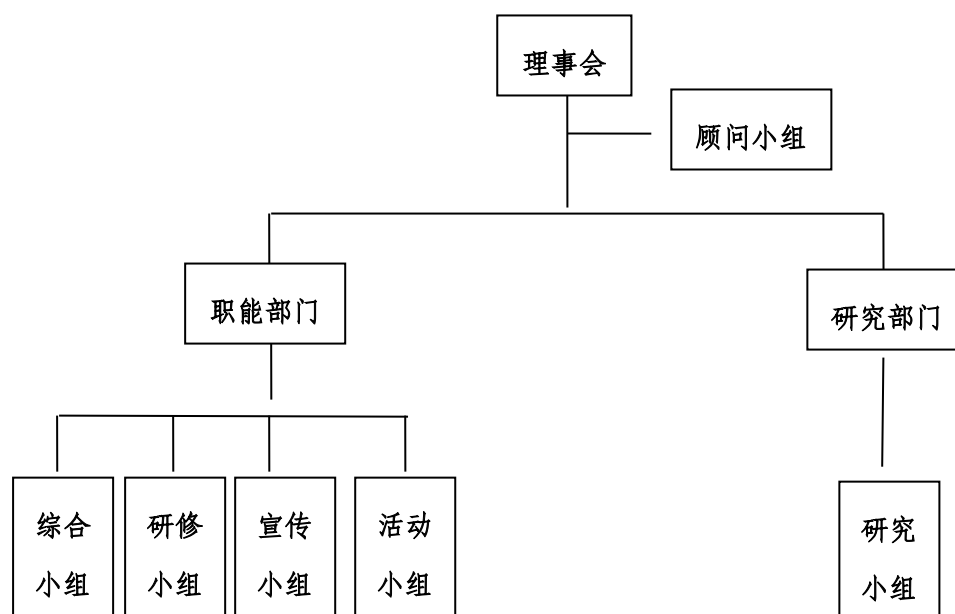 理事会
顾问小组
职能部门
研究部门
综合
小组
研修
小组
宣传
小组
活动
小组
研究
小组